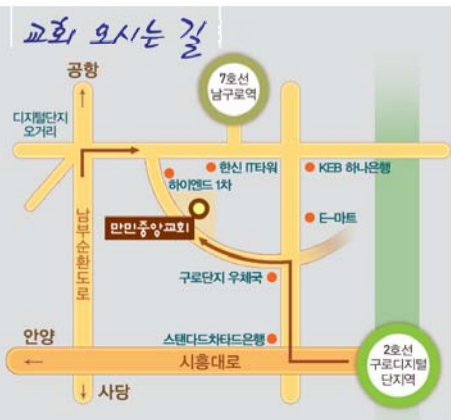 교회 오시는 길
공항
7호선
남구로역
디지털단지
오거리
한신 IT타워
KEB 하나은행
하이엔드 1차
만민중앙교회
E-마트
남부순환도로
구로단지 우체국
안양
스탠다드차타드은행
시흥대로
2호선
구로디지털
단지역
사당